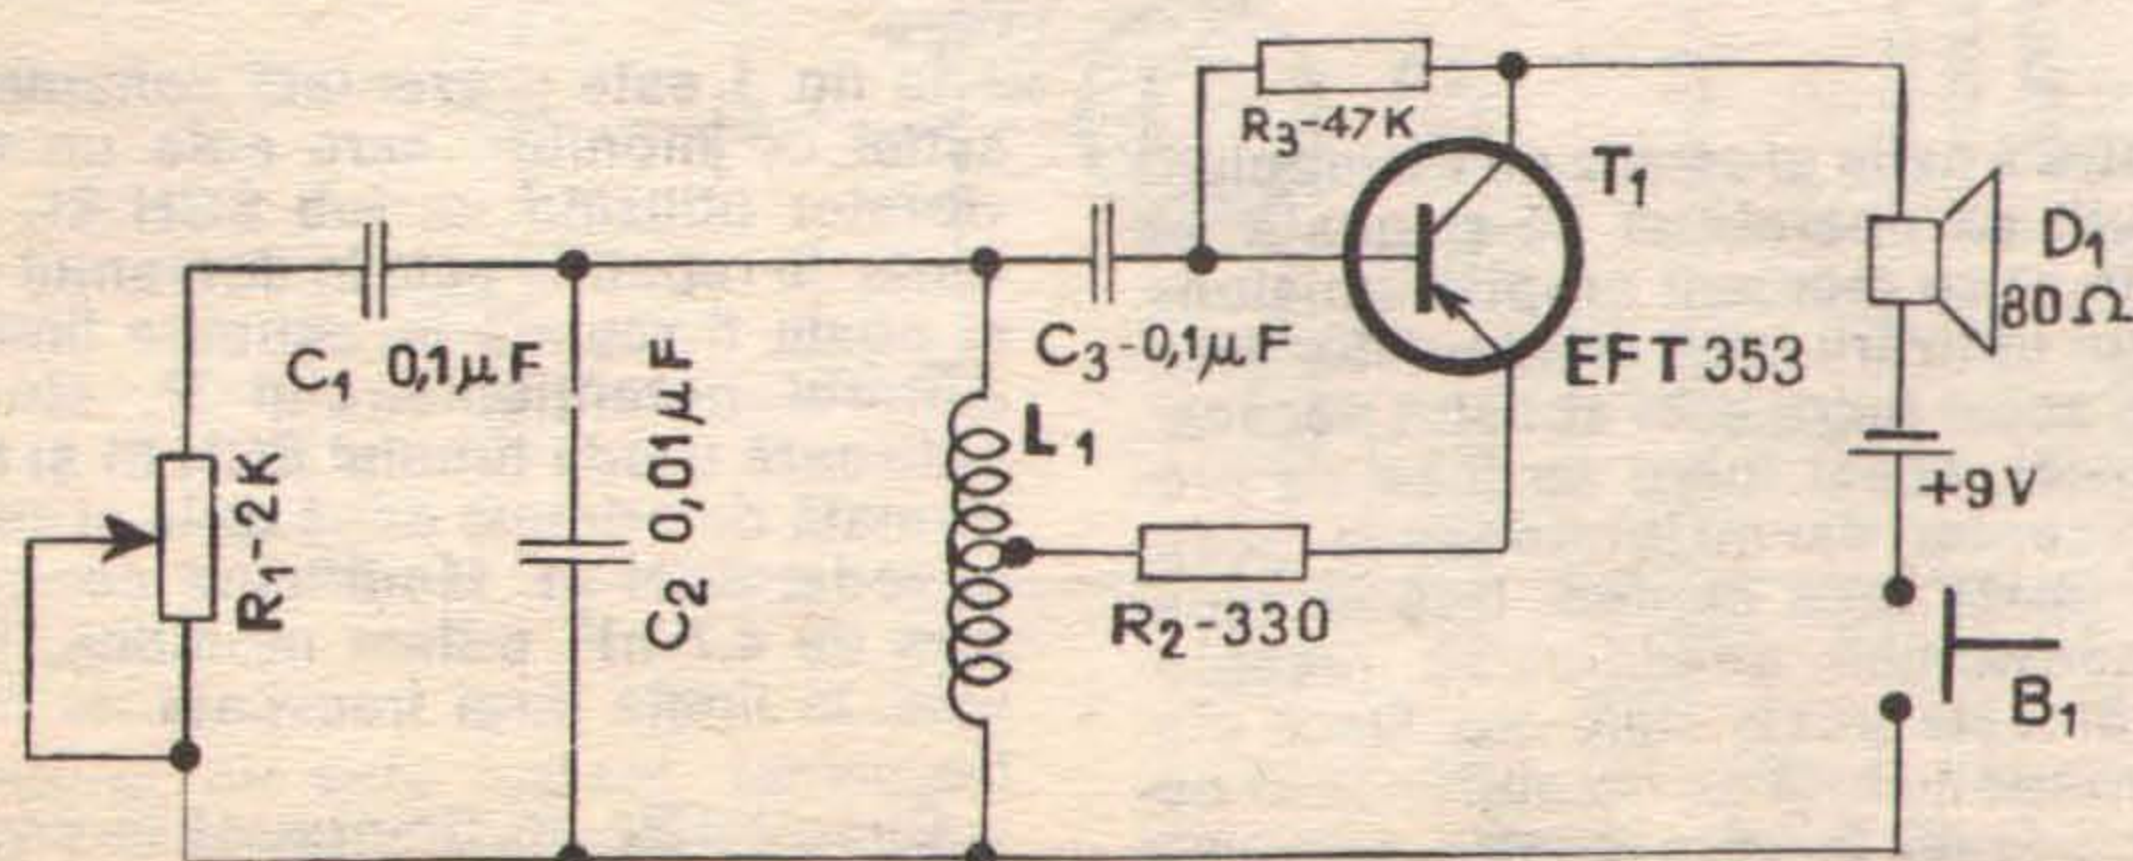 R3-47K
T1
D1
80Ω
C1 0,1µF
C3-0,1µF
EFT 353
C2 0,01µF
L1
R1-2K
+9V
R2-330
B1